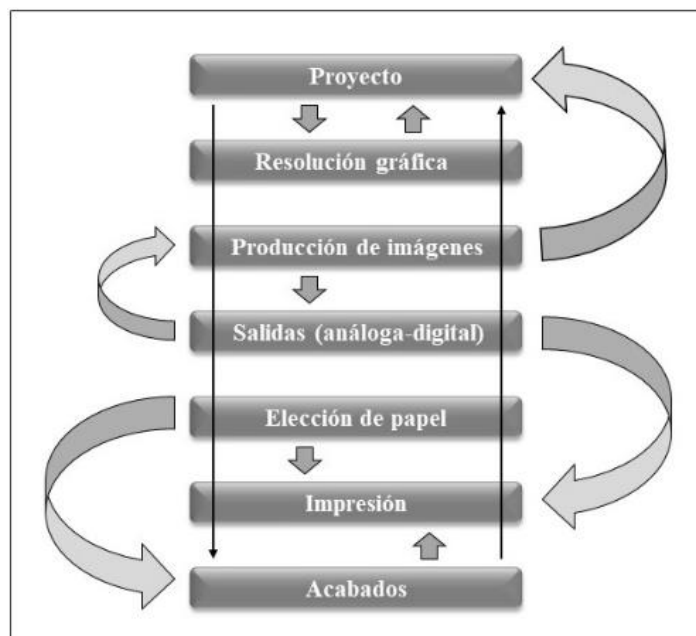 Proyecto
Resolución gráfica
Producción de imágenes
Salidas (análoga-digital)
Elección de papel
Impresión
Acabados